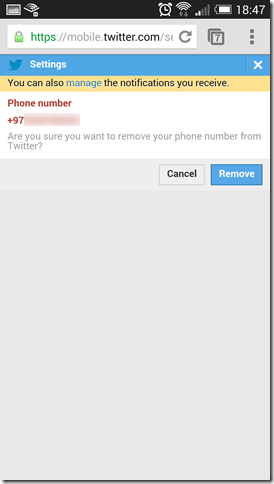 18:47
https://mobile.twitter.com/se
7
Settings
You can also manage the notifications you receive.
Phone number
+97
Are you sure you want to remove your phone number from
Twitter?
Cancel
Remove